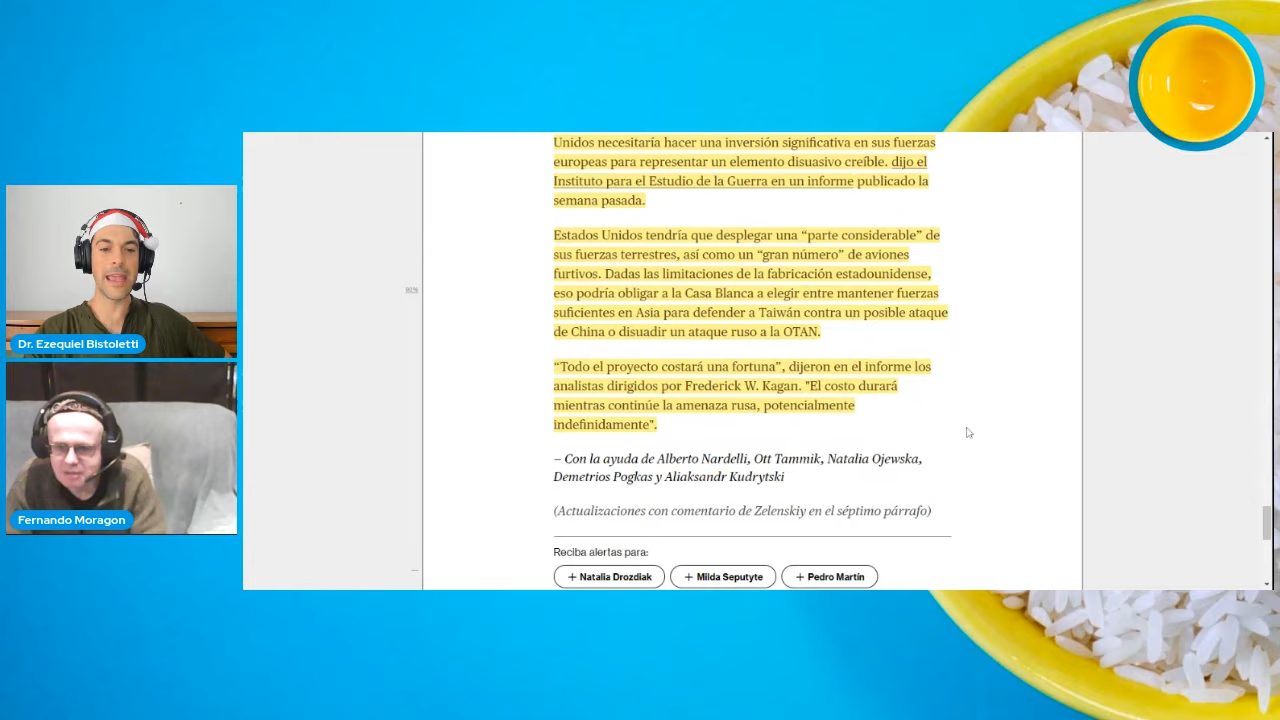 Unidos necesitaría hacer una inversión significativa en sus fuerzas
europeas para representar un elemento disuasivo creíble. dijo el
Instituto para el Estudio de la Guerra en un informe publicado la
semana pasada.
Estados Unidos tendría que desplegar una “parte considerable” de
sus fuerzas terrestres, así como un “gran número” de aviones
furtivos. Dadas las limitaciones de la fabricación estadounidense,
eso podría obligar a la Casa Blanca a elegir entre mantener fuerzas
suficientes en Asia para defender a Taiwán contra un posible ataque
de China o disuadir un ataque ruso a la OTAN.
“Todo el proyecto costará una fortuna”, dijeron en el informe los
analistas dirigidos por Frederick W. Kagan. "El costo durará
mientras continúe la amenaza rusa, potencialmente
indefinidamente".
– Con la ayuda de Alberto Nardelli, Ott Tammik, Natalia Ojewska,
Demetrios Pogkas y Aliaksandr Kudrytski
(Actualizaciones con comentario de Zelenskiy en el séptimo párrafo)
Reciba alertas para:
+ Natalia Drozdiak + Milda Seputyte + Pedro Martín
Dr. Ezequiel Bistoletti
Fernando Moragon